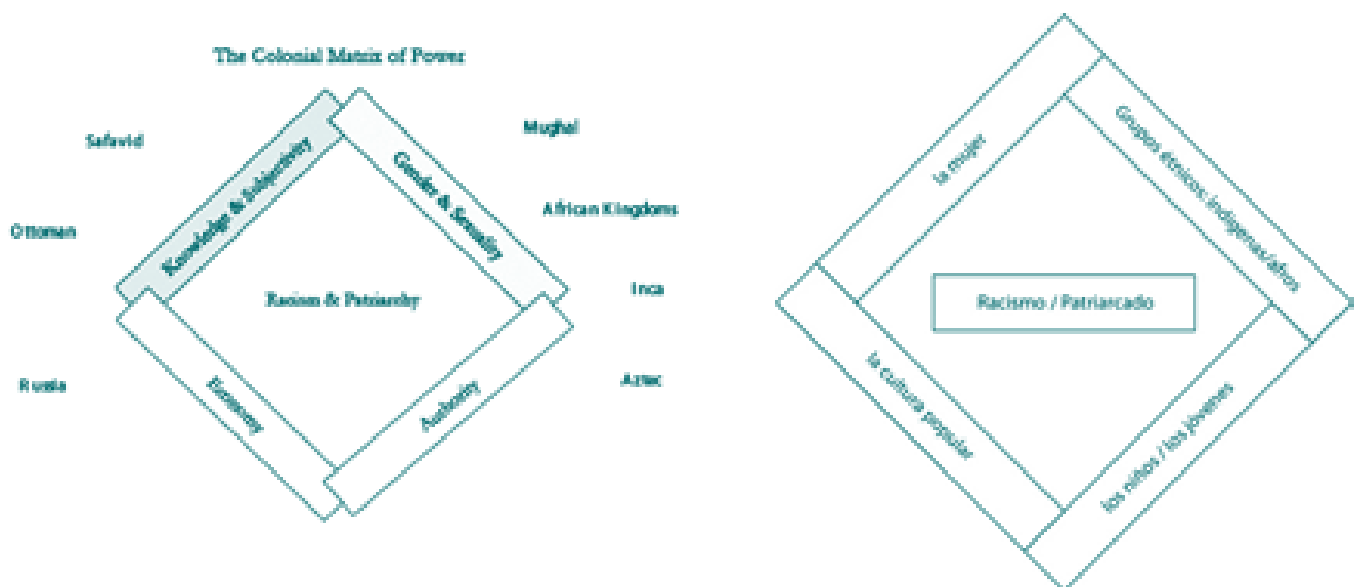 The Colonial Matrix of Power
Safavid
Mughal
Knowledge & Subjectivity
Gender & Sexuality
African Kingdoms
Ottoman
Racism & Patriarchy
Inca
Russia
Economy
Authority
Aztec
la mujer
Grupos étnicos indígenas/afros
Racismo / Patriarcado
la cultura popular
los niños / los jóvenes